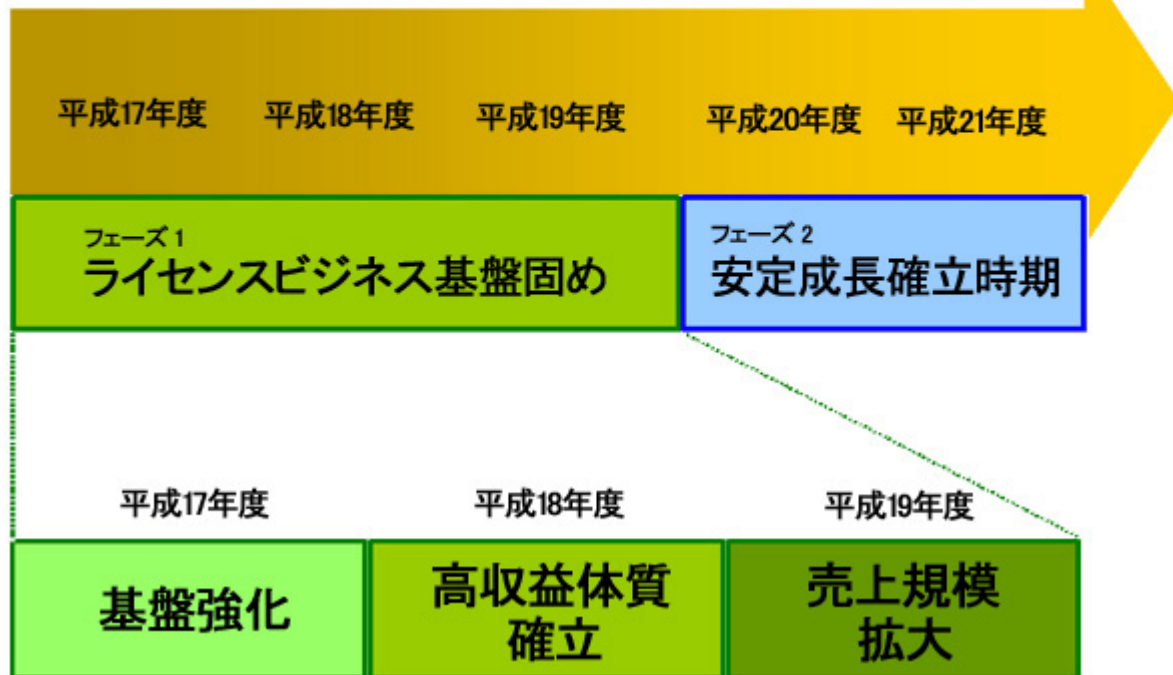 平成17年度 平成18年度 平成19年度 平成20年度 平成21年度
フェーズ 1
ライセンスビジネス基盤固め
フェーズ 2
安定成長確立時期
平成17年度 平成18年度 平成19年度
基盤強化
高収益体質
確立
売上規模
拡大